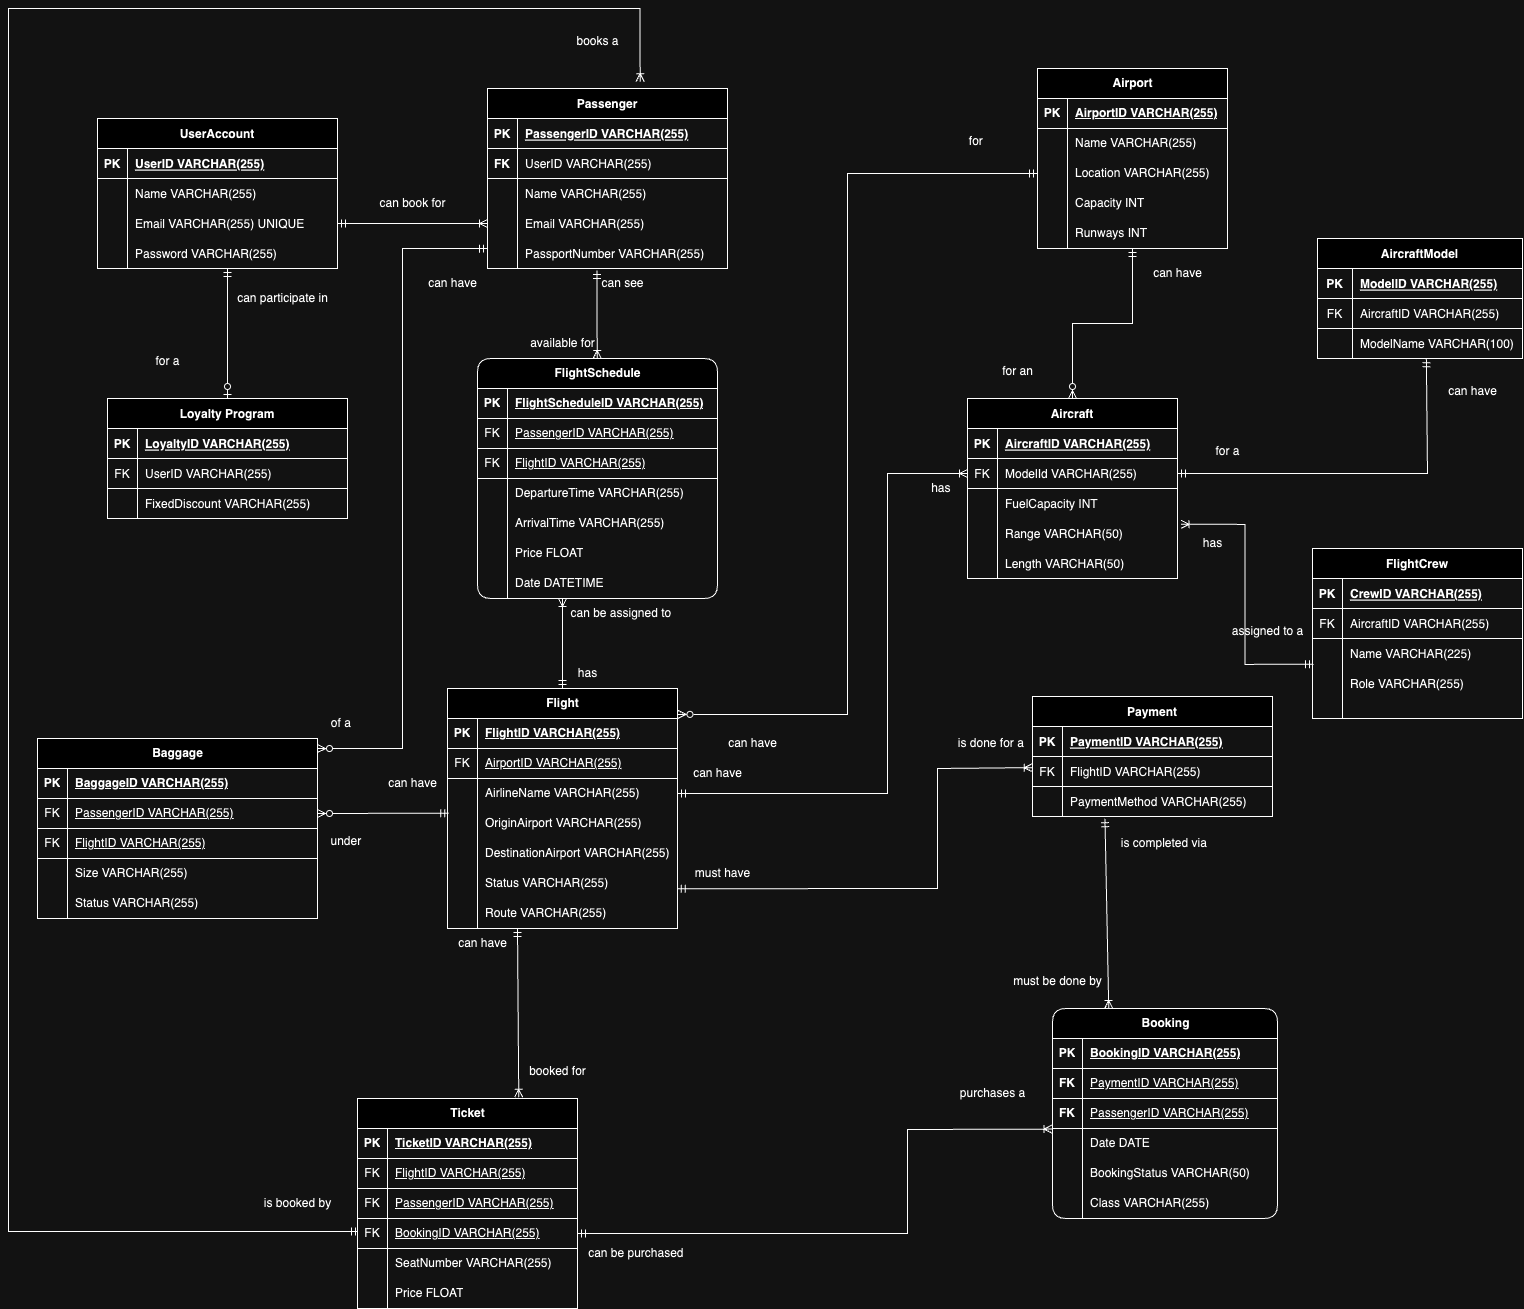 books a
Passenger
PK PassengerID VARCHAR(255)
FK UserID VARCHAR(255)
Name VARCHAR(255)
Email VARCHAR(255)
PassportNumber VARCHAR(255)
UserAccount
PK UserID VARCHAR(255)
Name VARCHAR(255)
Email VARCHAR(255) UNIQUE
Password VARCHAR(255)
can book for
can participate in
for a
Loyalty Program
PK LoyaltyID VARCHAR(255)
FK UserID VARCHAR(255)
FixedDiscount VARCHAR(255)
can have
can see
available for
FlightSchedule
PK FlightScheduleID VARCHAR(255)
FK PassengerID VARCHAR(255)
FK FlightID VARCHAR(255)
DepartureTime VARCHAR(255)
ArrivalTime VARCHAR(255)
Price FLOAT
Date DATETIME
can be assigned to
has
Airport
PK AirportID VARCHAR(255)
Name VARCHAR(255)
Location VARCHAR(255)
Capacity INT
Runways INT
for
can have
for an
AircraftModel
PK ModelID VARCHAR(255)
FK AircraftID VARCHAR(255)
ModelName VARCHAR(100)
can have
for a
Aircraft
PK AircraftID VARCHAR(255)
FK ModelId VARCHAR(255)
FuelCapacity INT
Range VARCHAR(50)
Length VARCHAR(50)
has
has
assigned to a
FlightCrew
PK CrewID VARCHAR(255)
FK AircraftID VARCHAR(255)
Name VARCHAR(225)
Role VARCHAR(255)
Flight
PK FlightID VARCHAR(255)
FK AirportID VARCHAR(255)
AirlineName VARCHAR(255)
OriginAirport VARCHAR(255)
DestinationAirport VARCHAR(255)
Status VARCHAR(255)
Route VARCHAR(255)
of a
can have
under
Baggage
PK BaggageID VARCHAR(255)
FK PassengerID VARCHAR(255)
FK FlightID VARCHAR(255)
Size VARCHAR(255)
Status VARCHAR(255)
can have
can have
must have
is done for a
Payment
PK PaymentID VARCHAR(255)
FK FlightID VARCHAR(255)
PaymentMethod VARCHAR(255)
is completed via
must be done by
can have
booked for
Booking
PK BookingID VARCHAR(255)
FK PaymentID VARCHAR(255)
FK PassengerID VARCHAR(255)
Date DATE
BookingStatus VARCHAR(50)
Class VARCHAR(255)
purchases a
Ticket
PK TicketID VARCHAR(255)
FK FlightID VARCHAR(255)
FK PassengerID VARCHAR(255)
FK BookingID VARCHAR(255)
SeatNumber VARCHAR(255)
Price FLOAT
is booked by
can be purchased